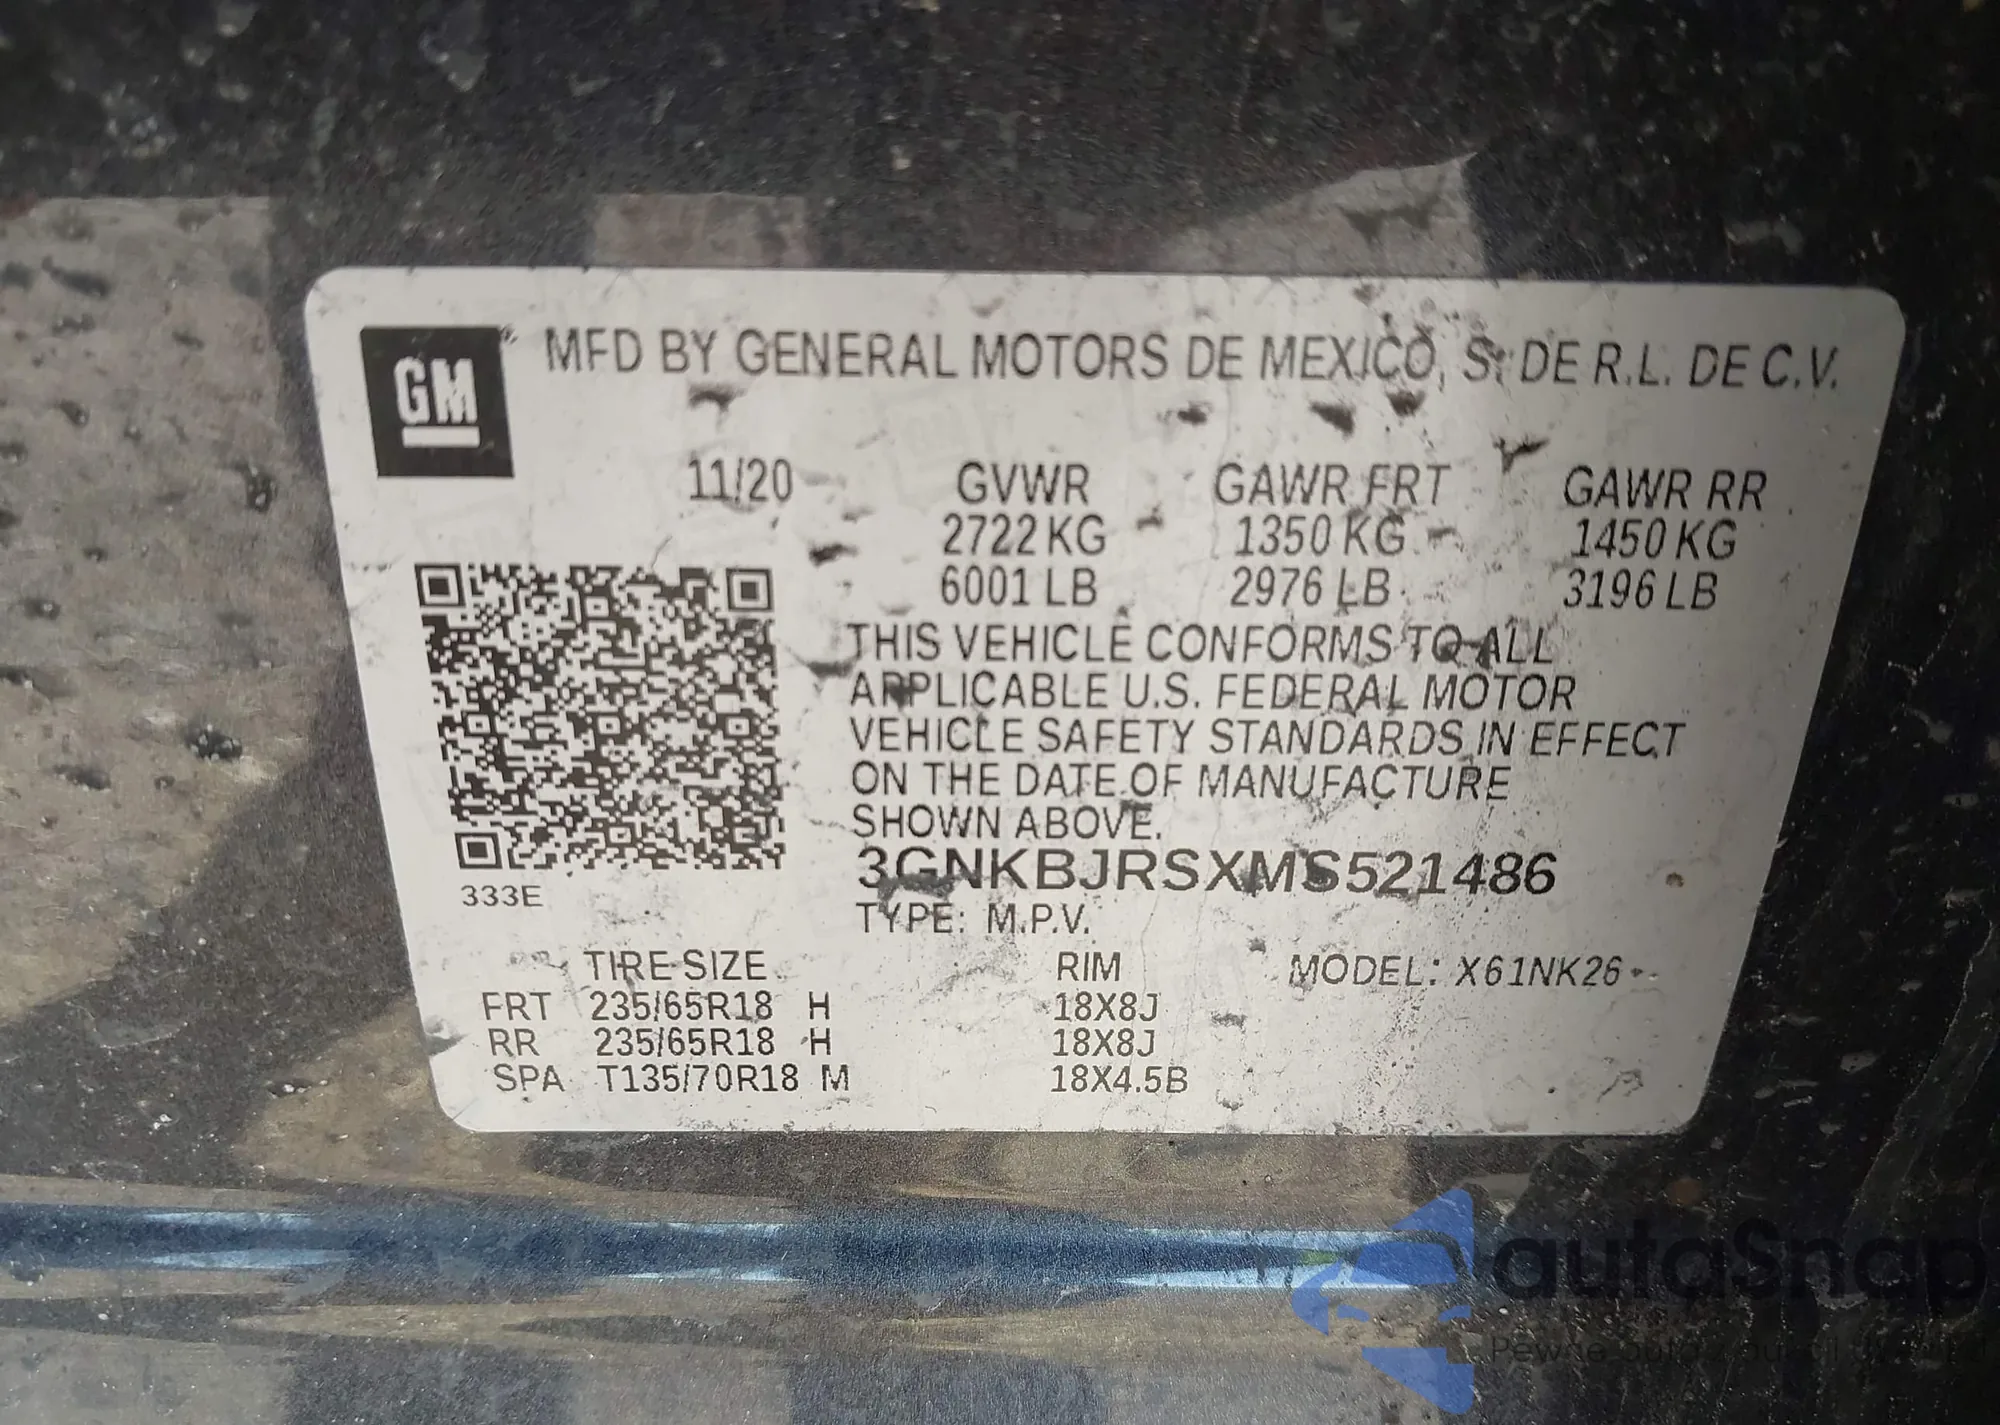 GM
MFD BY GENERAL MOTORS DE MEXICO, S. DE R.L. DE C.V.
11/20 GVWR GAWR FRT GAWR RR
2722 KG 1350 KG 1450 KG
6001 LB 2976 LB 3196 LB
THIS VEHICLE CONFORMS TO ALL
APPLICABLE U.S. FEDERAL MOTOR
VEHICLE SAFETY STANDARDS IN EFFECT
ON THE DATE OF MANUFACTURE
SHOWN ABOVE.
3GNKBJRSXMS521486
333E
TYPE: M.P.V.
TIRE SIZE RIM MODEL: X61NK26
FRT 235/65R18 H 18X8J
RR 235/65R18 H 18X8J
SPA T135/70R18 M 18X4.5B
autaSnap
Pewne auto z